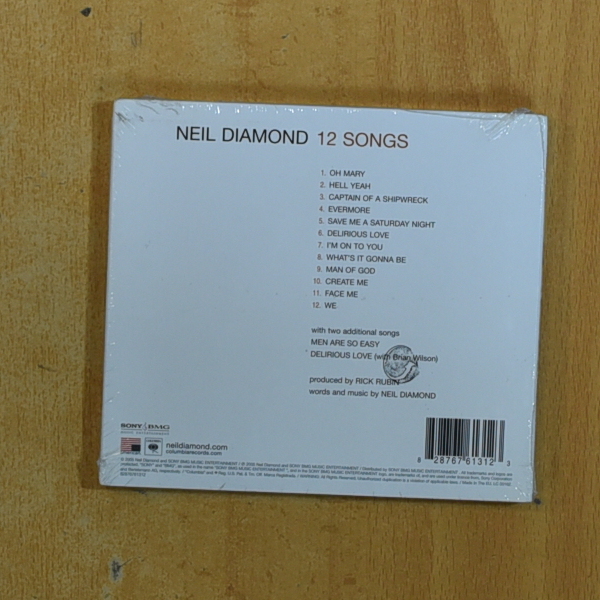 NEIL DIAMOND 12 SONGS
1. OH MARY
2. HELL YEAH
3. CAPTAIN OF A SHIPWRECK
4. EVERMORE
5. SAVE ME A SATURDAY NIGHT
6. DELIRIOUS LOVE
7. I'M ON TO YOU
8. WHAT'S IT GONNA BE
9. MAN OF GOD
10. CREATE ME
11. FACE ME
12. WE
with two additional songs
MEN ARE SO EASY
DELIRIOUS LOVE (with Brian Wilson)
produced by RICK RUBIN
words and music by NEIL DIAMOND
SONY BMG
MUSIC ENTERTAINMENT
neildiamond.com
columbiarecords.com
8 28767 61312 3